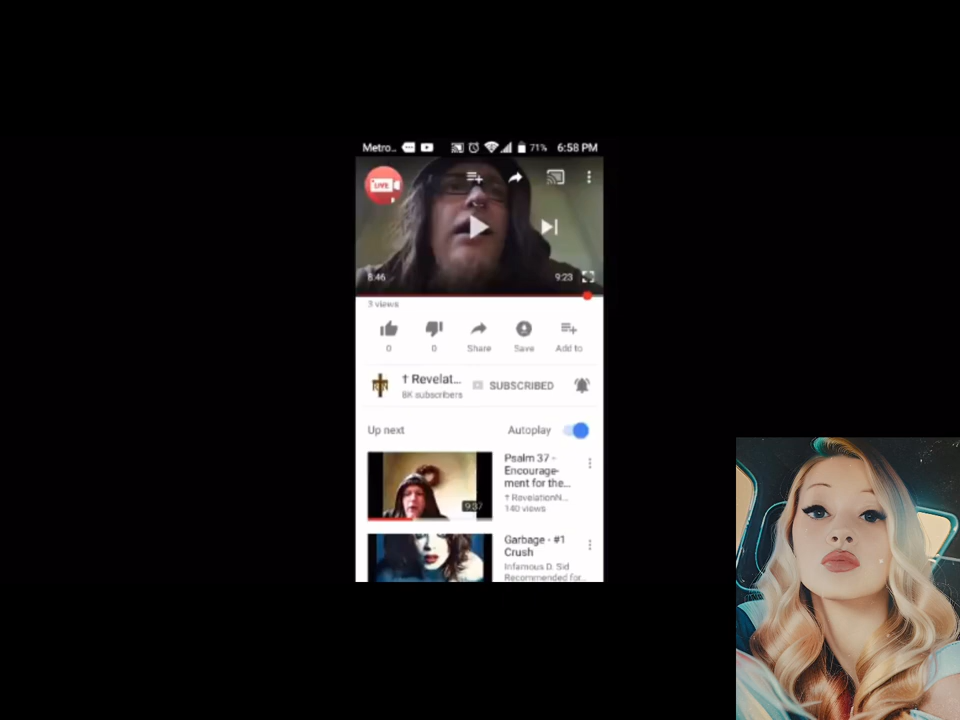 Metro... 71% 6:58 PM
LIVE
8:46 9:23
3 views
0 0 Share Save Add to
† Revelat... SUBSCRIBED
8K subscribers
Up next Autoplay
Psalm 37 -
Encourage-
ment for the...
† RevelationN...
140 views
9:37
Garbage - #1
Crush
Infamous D. Sid
Recommended for...